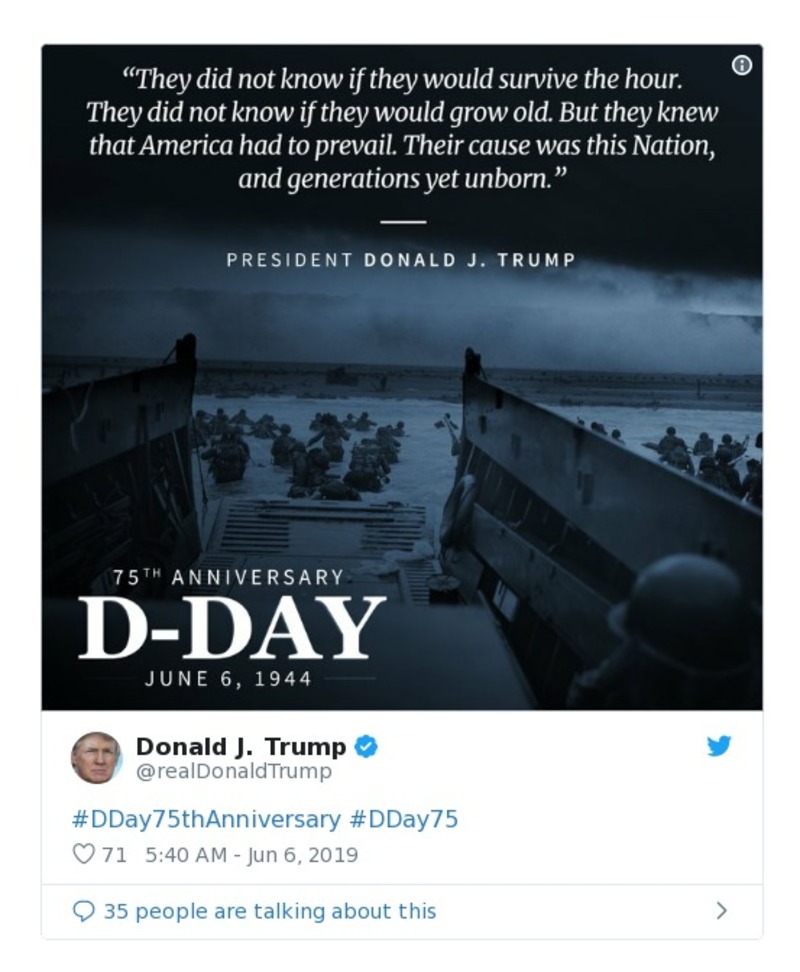 “They did not know if they would survive the hour.
They did not know if they would grow old. But they knew
that America had to prevail. Their cause was this Nation,
and generations yet unborn.”
PRESIDENT DONALD J. TRUMP
75TH ANNIVERSARY
D-DAY
JUNE 6, 1944
Donald J. Trump
@realDonaldTrump
#DDay75thAnniversary #DDay75
71 5:40 AM - Jun 6, 2019
35 people are talking about this